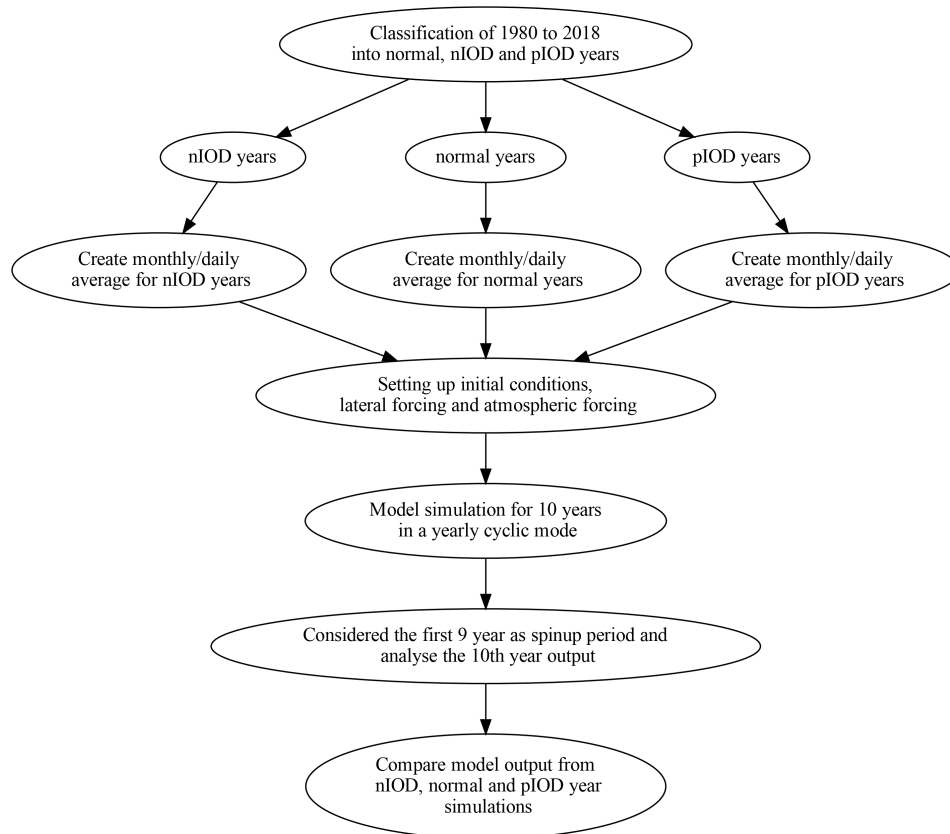 Classification of 1980 to 2018
into normal, nIOD and pIOD years
nIOD years
normal years
pIOD years
Create monthly/daily
average for nIOD years
Create monthly/daily
average for normal years
Create monthly/daily
average for pIOD years
Setting up initial conditions,
lateral forcing and atmospheric forcing
Model simulation for 10 years
in a yearly cyclic mode
Considered the first 9 year as spinup period and
analyse the 10th year output
Compare model output from
nIOD, normal and pIOD year
simulations